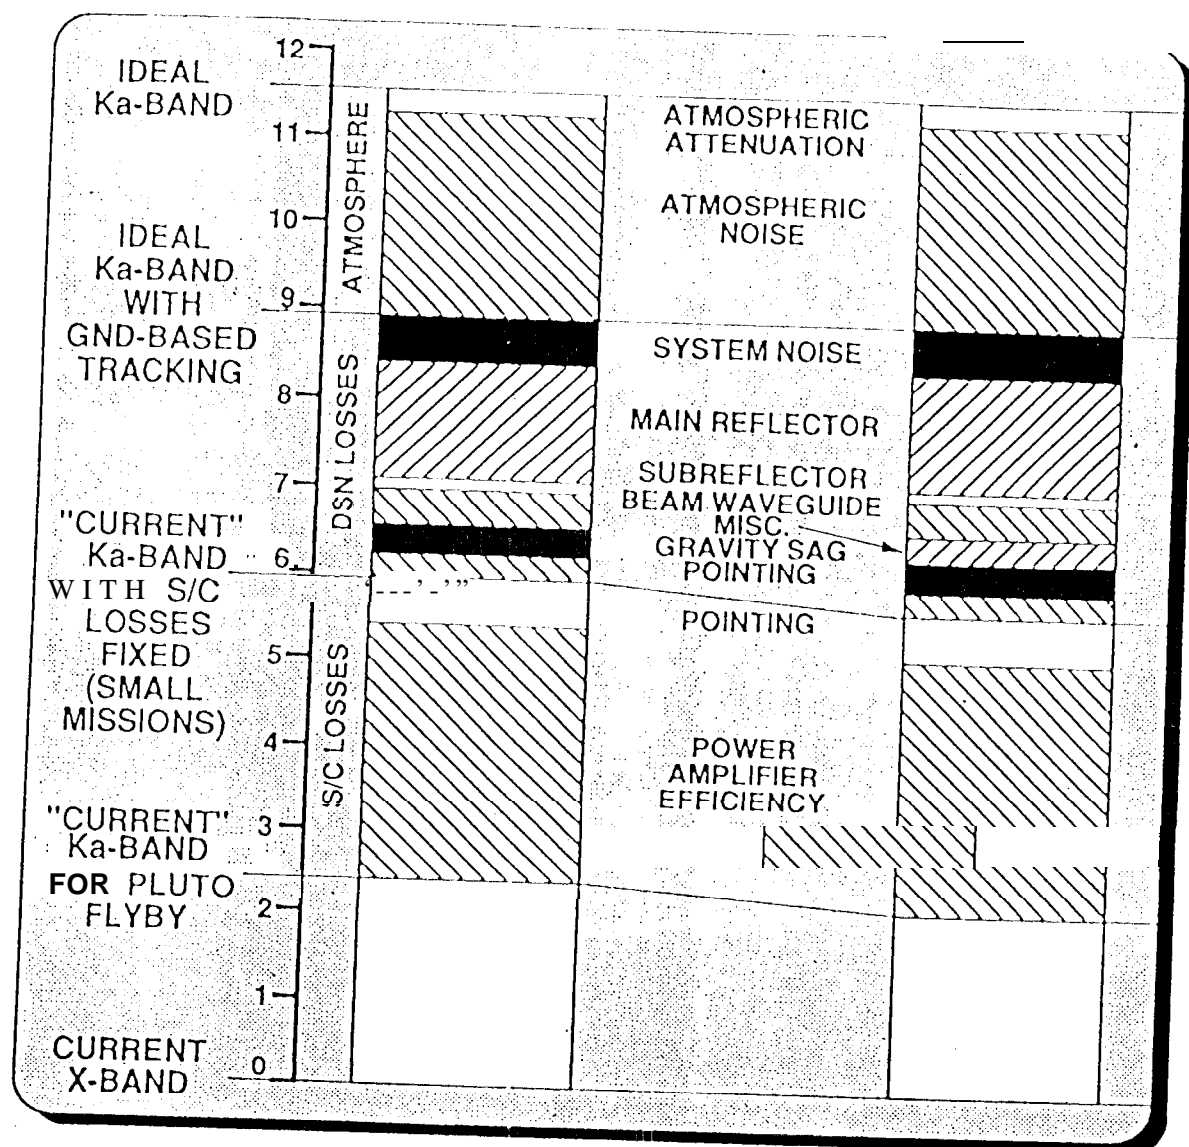 12
IDEAL
Ka-BAND
11
10
IDEAL
Ka-BAND
WITH
GND-BASED
TRACKING
9
8
7
"CURRENT"
Ka-BAND
6
WITH S/C
LOSSES
FIXED
(SMALL
MISSIONS)
5
4
3
"CURRENT"
Ka-BAND
FOR PLUTO
FLYBY
2
1
CURRENT
X-BAND
0
ATMOSPHERE
DSN LOSSES
S/C LOSSES
ATMOSPHERIC
ATTENUATION
ATMOSPHERIC
NOISE
SYSTEM NOISE
MAIN REFLECTOR
SUBREFLECTOR
BEAM WAVEGUIDE
MISC.
GRAVITY SAG
POINTING
POINTING
POWER
AMPLIFIER
EFFICIENCY